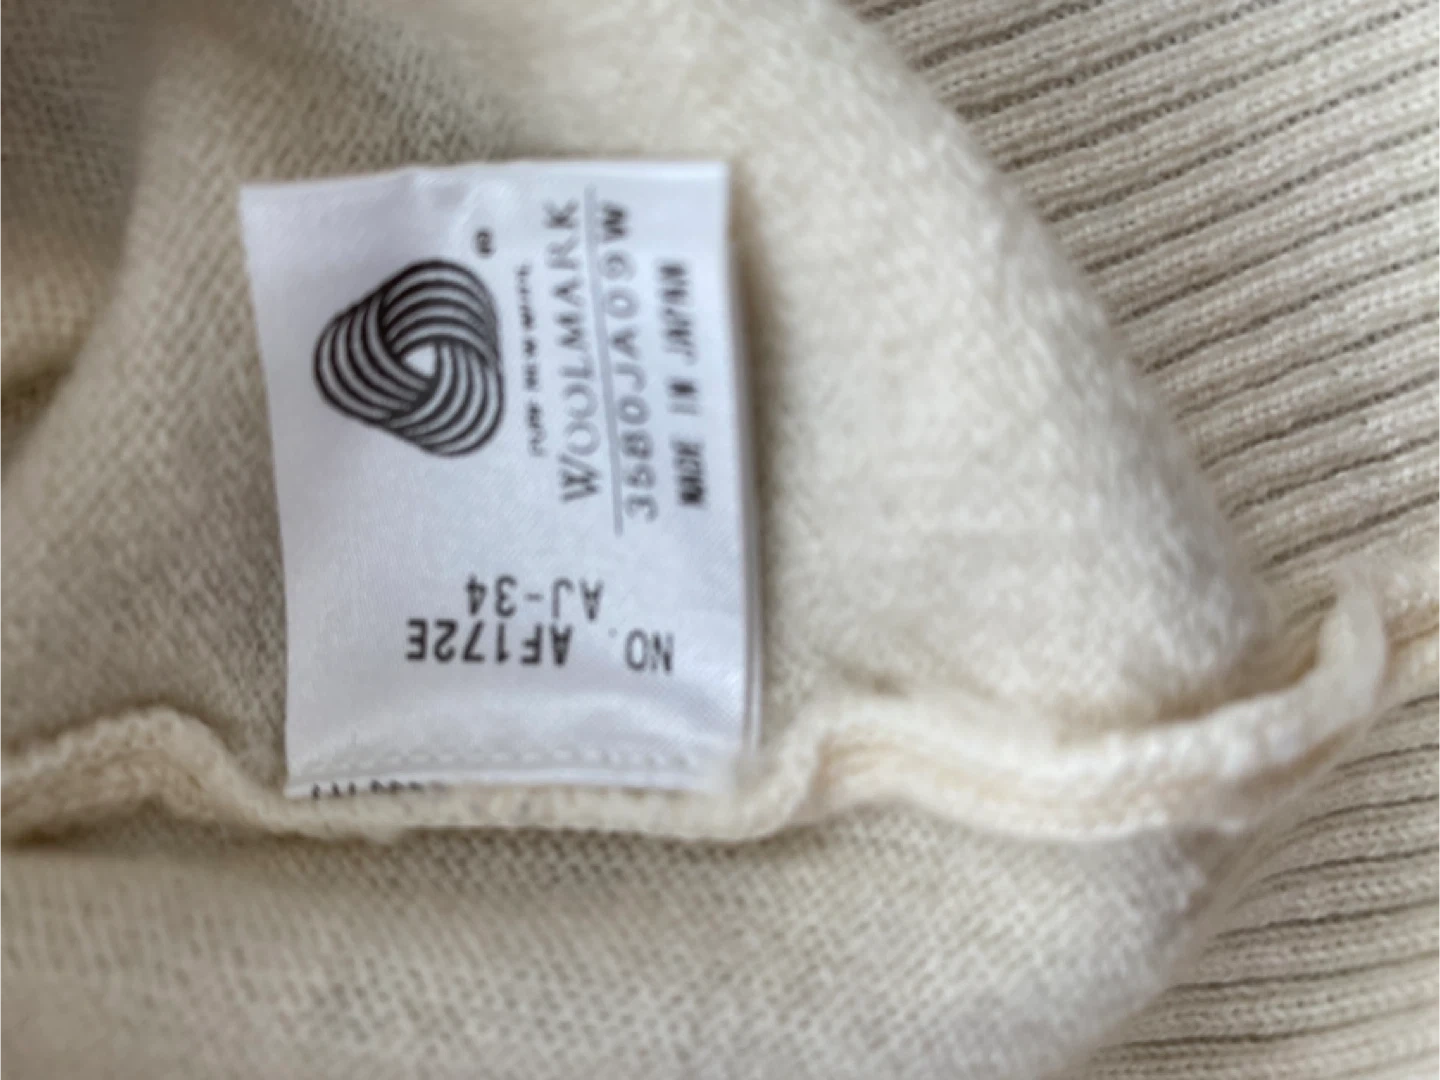 ®
PURE NEW WOOL
WOOLMARK
3580JA09W
MADE IN JAPAN
AJ-34
NO. AF172E